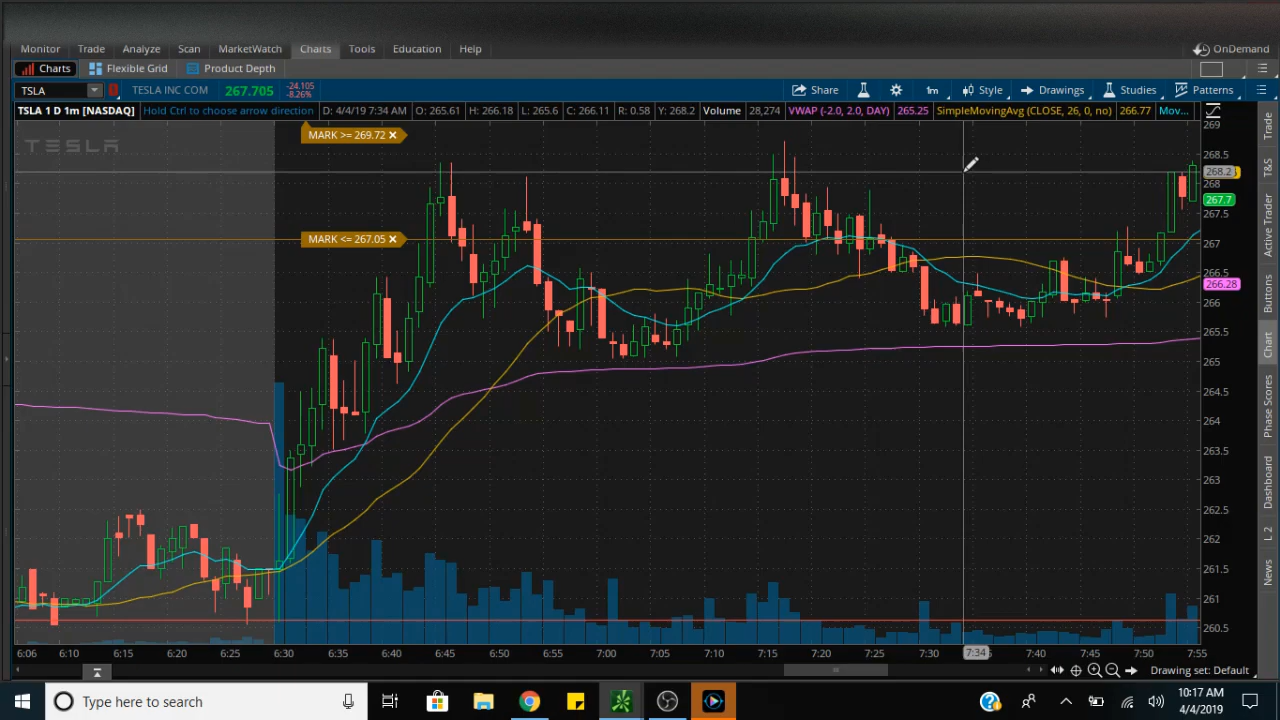 Monitor Trade Analyze Scan MarketWatch Charts Tools Education Help OnDemand
Charts Flexible Grid Product Depth
TSLA TESLA INC COM 267.705 -24.105 -8.26% Share 1m Style Drawings Studies Patterns
TSLA 1 D 1m [NASDAQ] Hold Ctrl to choose arrow direction D: 4/4/19, 7:34 AM O: 265.61 H: 266.18 L: 265.6 C: 266.11 R: 0.58 Y: 268.2 Volume 28,274 VWAP (-2.0, 2.0, DAY) 265.25 SimpleMovingAvg (CLOSE, 26, 0, no) 266.77 Mov...
TESLA
MARK >= 269.72
MARK <= 267.05
269
268.5
268.2
268
267.7
267.5
267
266.5
266.28
266
265.5
265
264.5
264
263.5
263
262.5
262
261.5
261
260.5
Trade
T&S
Active Trader
Buttons
Chart
Phase Scores
Dashboard
L 2
News
6:06 6:10 6:15 6:20 6:25 6:30 6:35 6:40 6:45 6:50 6:55 7:00 7:05 7:10 7:15 7:20 7:25 7:30 7:34 7:40 7:45 7:50 7:55
Drawing set: Default
Type here to search
10:17 AM
4/4/2019